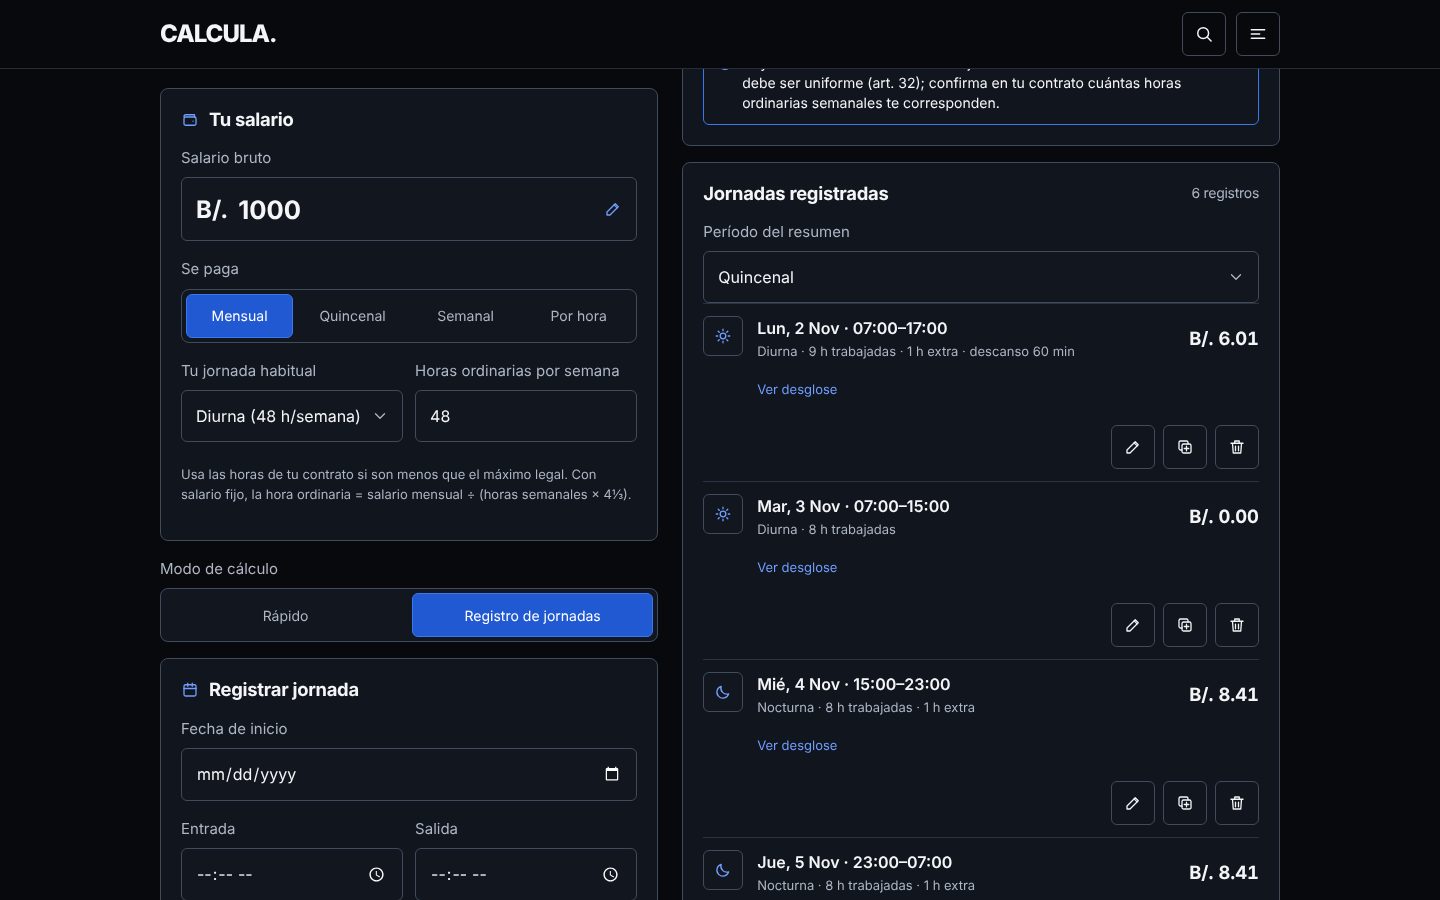 CALCULA.
Tu salario
Salario bruto
B/. 1000
Se paga
Mensual
Quincenal
Semanal
Por hora
Tu jornada habitual
Horas ordinarias por semana
Diurna (48 h/semana)
48
Usa las horas de tu contrato si son menos que el máximo legal. Con
salario fijo, la hora ordinaria = salario mensual ÷ (horas semanales × 4⅓).
Modo de cálculo
Rápido
Registro de jornadas
Registrar jornada
Fecha de inicio
mm/dd/yyyy
Entrada
Salida
--:-- --
--:-- --
debe ser uniforme (art. 32); confirma en tu contrato cuántas horas
ordinarias semanales te corresponden.
Jornadas registradas
6 registros
Período del resumen
Quincenal
Lun, 2 Nov · 07:00–17:00
B/. 6.01
Diurna · 9 h trabajadas · 1 h extra · descanso 60 min
Ver desglose
Mar, 3 Nov · 07:00–15:00
B/. 0.00
Diurna · 8 h trabajadas
Ver desglose
Mié, 4 Nov · 15:00–23:00
B/. 8.41
Nocturna · 8 h trabajadas · 1 h extra
Ver desglose
Jue, 5 Nov · 23:00–07:00
B/. 8.41
Nocturna · 8 h trabajadas · 1 h extra